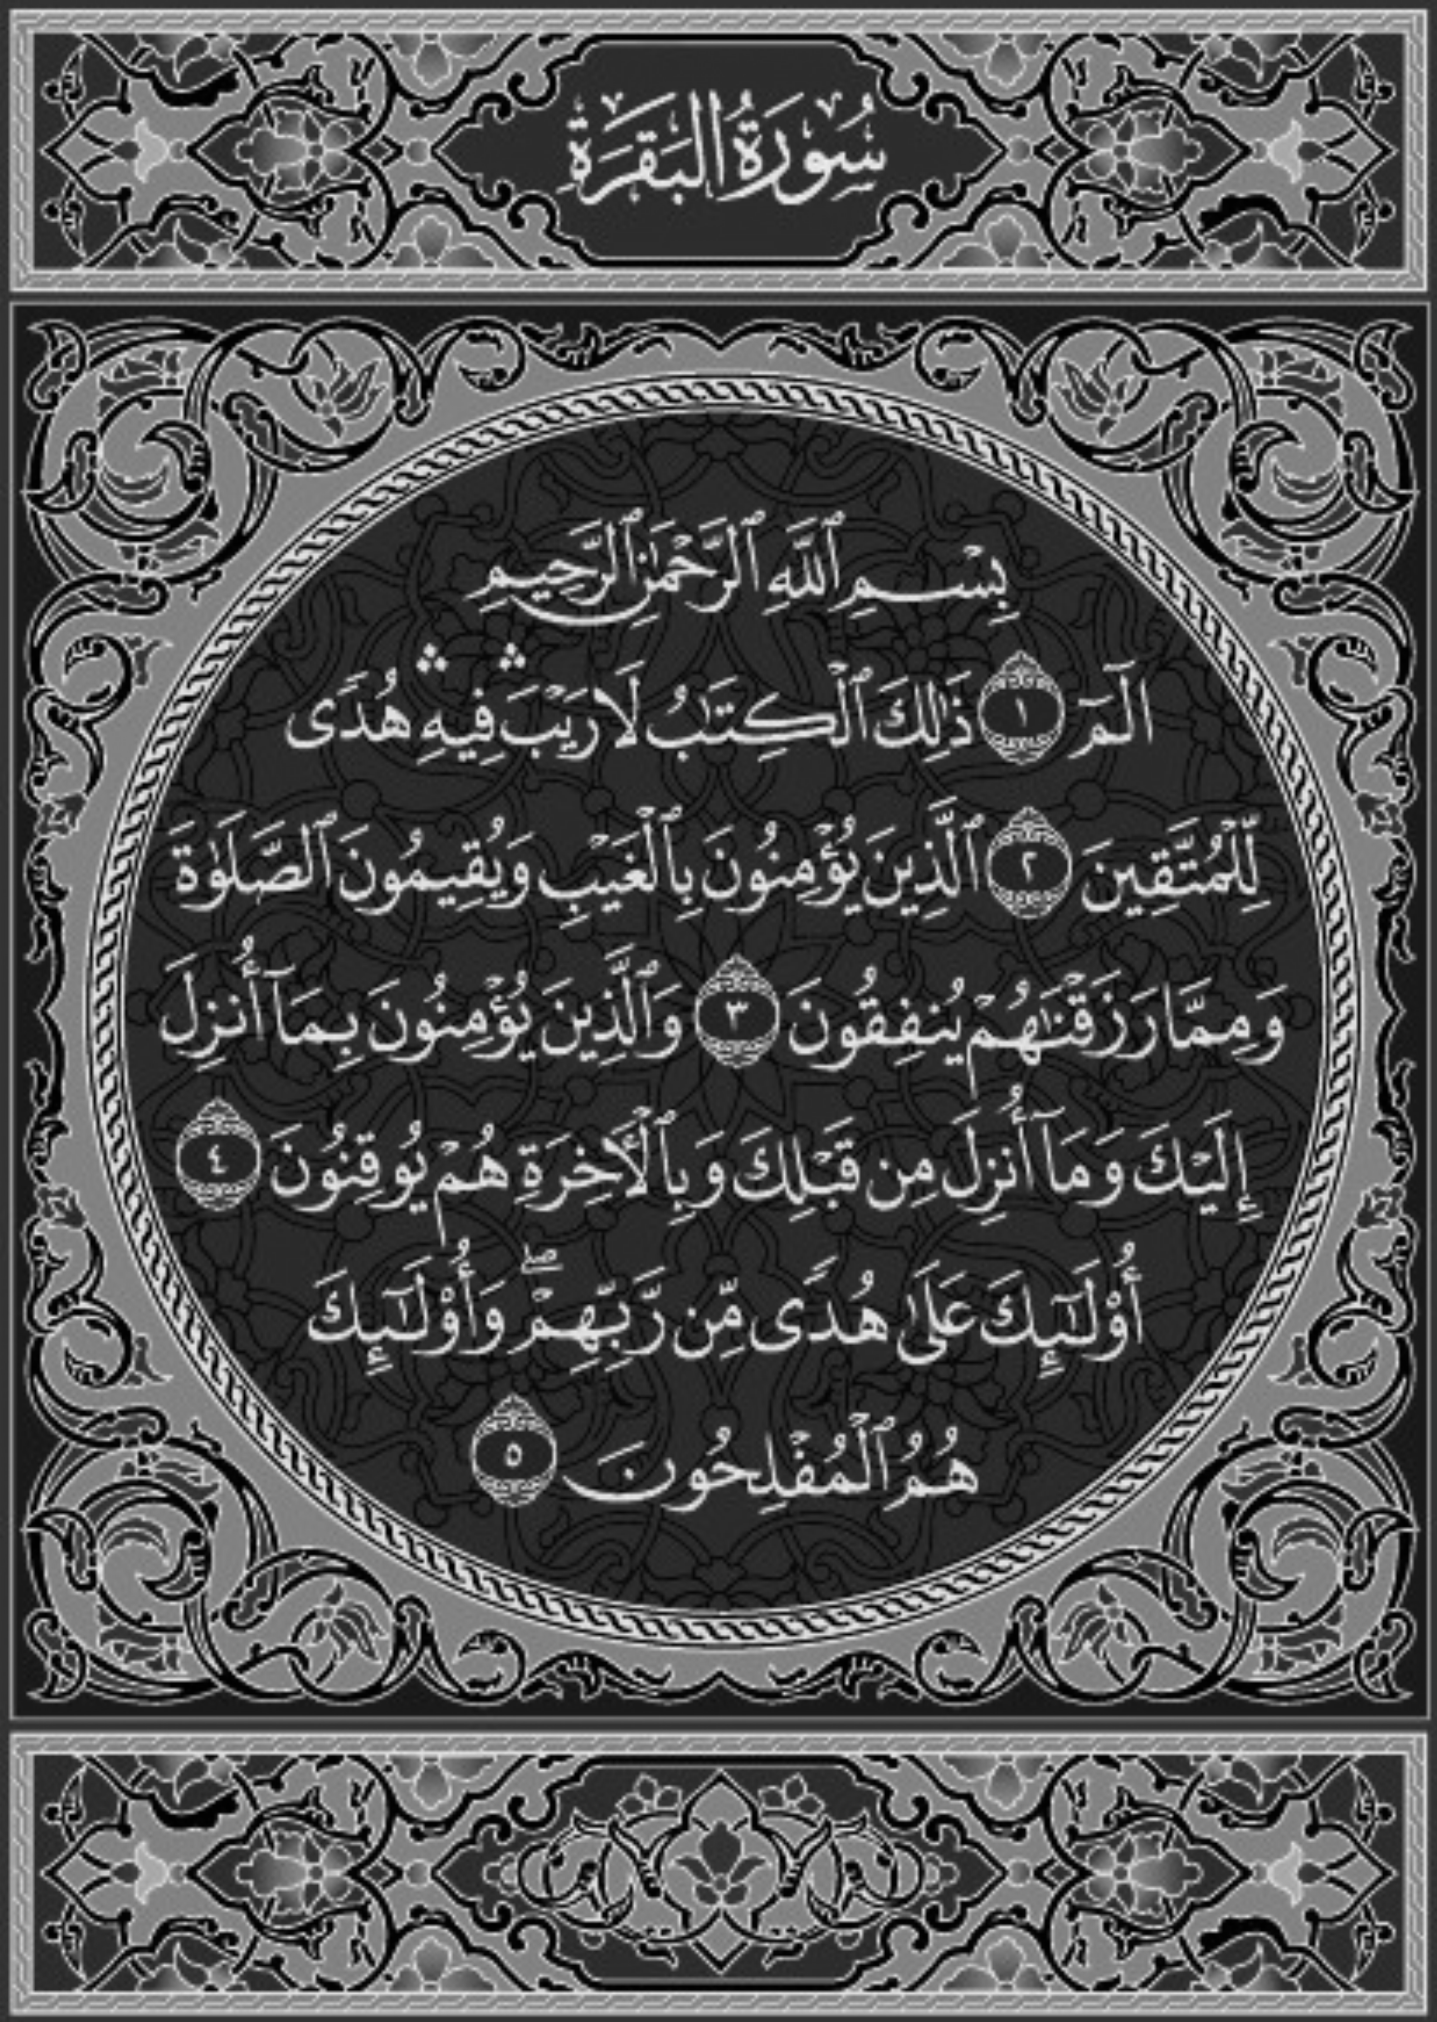 سُورَةُ البَقَرَةِ
بِسْمِ ٱللَّهِ ٱلرَّحْمَٰنِ ٱلرَّحِيمِ
الٓمٓ ١ ذَٰلِكَ ٱلْكِتَٰبُ لَا رَيْبَ ۛ فِيهِ ۛ هُدًى
لِّلْمُتَّقِينَ ٢ ٱلَّذِينَ يُؤْمِنُونَ بِٱلْغَيْبِ وَيُقِيمُونَ ٱلصَّلَوٰةَ
وَمِمَّا رَزَقْنَٰهُمْ يُنفِقُونَ ٣ وَٱلَّذِينَ يُؤْمِنُونَ بِمَآ أُنزِلَ
إِلَيْكَ وَمَآ أُنزِلَ مِن قَبْلِكَ وَبِٱلْأَخِرَةِ هُمْ يُوقِنُونَ ٤
أُو۟لَٰٓئِكَ عَلَىٰ هُدًى مِّن رَّبِّهِمْ ۖ وَأُو۟لَٰٓئِكَ
هُمُ ٱلْمُفْلِحُونَ ٥